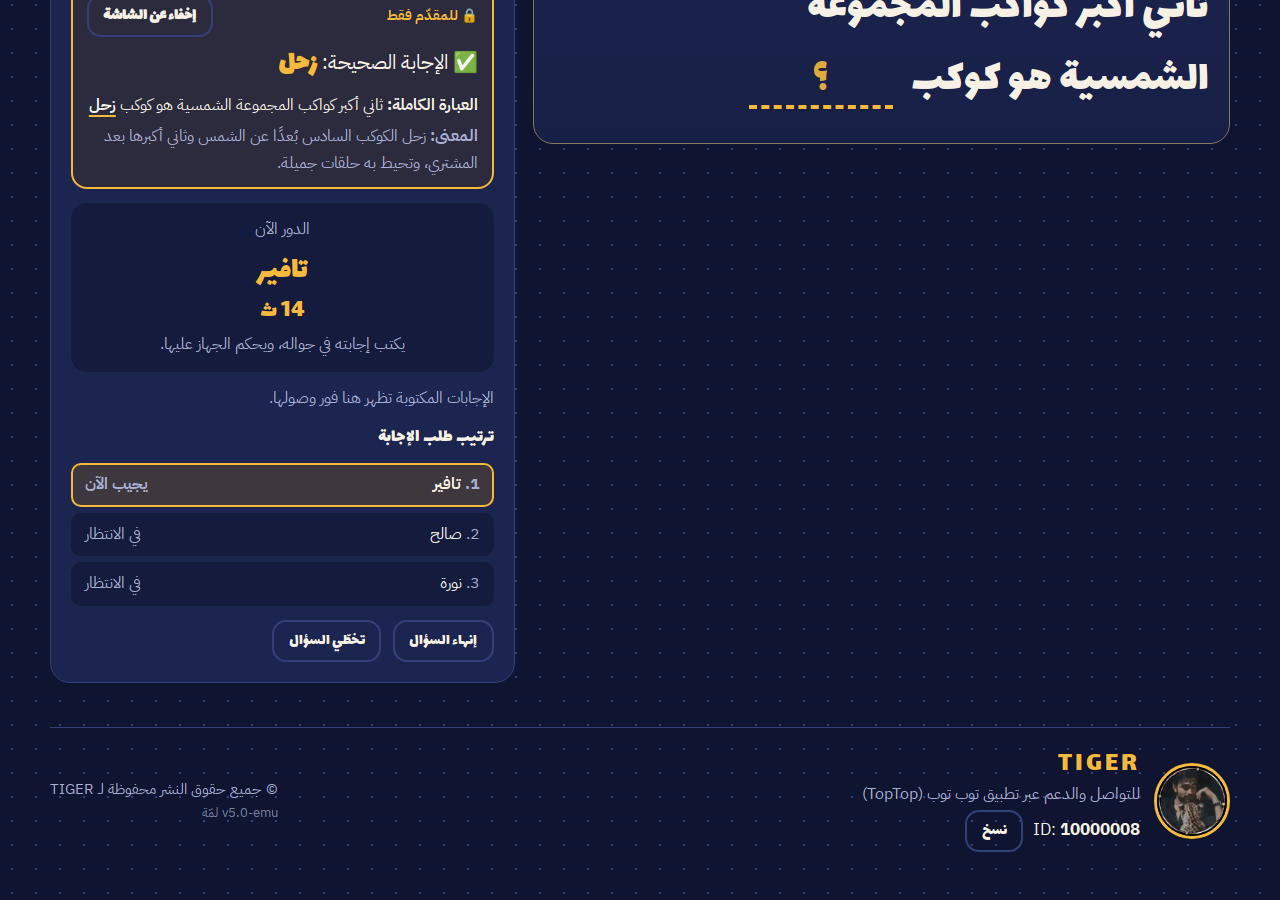 ثاني أكبر كواكب المجموعة
الشمسية هو كوكب ؟
🔒 للمقدّم فقط
إخفاء عن الشاشة
✅ الإجابة الصحيحة: زحل
العبارة الكاملة: ثاني أكبر كواكب المجموعة الشمسية هو كوكب زحل
المعنى: زحل الكوكب السادس بُعدًا عن الشمس وثاني أكبرها بعد
المشتري، وتحيط به حلقات جميلة.
الدور الآن
تافير
14 ث
يكتب إجابته في جواله، ويحكم الجهاز عليها.
الإجابات المكتوبة تظهر هنا فور وصولها.
ترتيب طلب الإجابة
1. تافير يجيب الآن
2. صالح في الانتظار
3. نورة في الانتظار
إنهاء السؤال
تخطّي السؤال
TIGER
للتواصل والدعم عبر تطبيق توب توب (TopTop)
ID: 10000008 نسخ
© جميع حقوق النشر محفوظة لـ TIGER
لمّة v5.0-emu